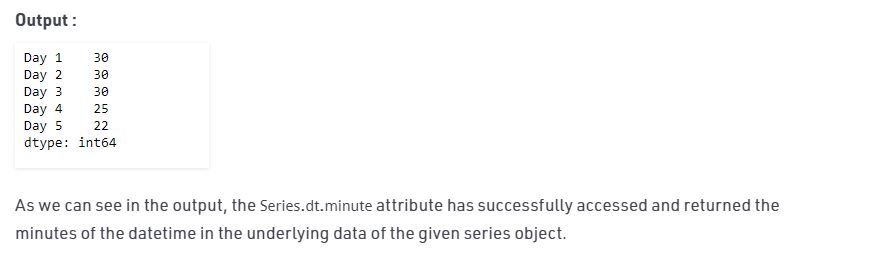 Output :
Day 1    30
Day 2    30
Day 3    30
Day 4    25
Day 5    22
dtype: int64
As we can see in the output, the Series.dt.minute attribute has successfully accessed and returned the
minutes of the datetime in the underlying data of the given series object.